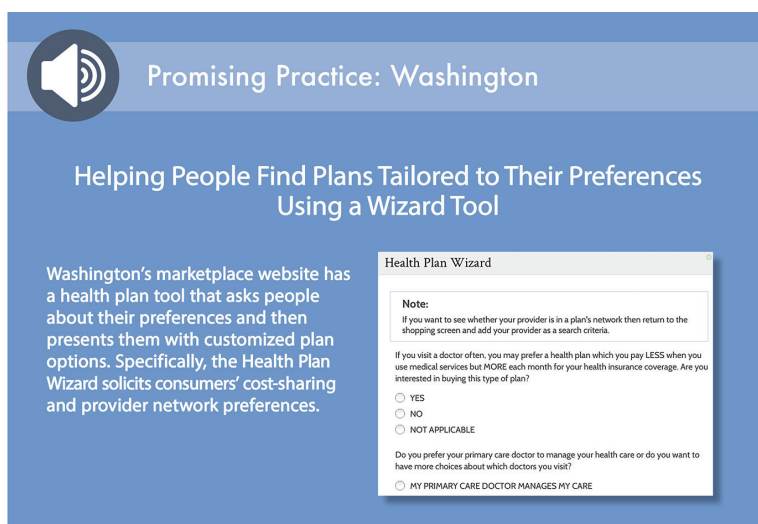 Promising Practice: Washington
Helping People Find Plans Tailored to Their Preferences
Using a Wizard Tool
Washington’s marketplace website has
a health plan tool that asks people
about their preferences and then
presents them with customized plan
options. Specifically, the Health Plan
Wizard solicits consumers’ cost-sharing
and provider network preferences.
Health Plan Wizard
Note:
If you want to see whether your provider is in a plan's network then return to the
shopping screen and add your provider as a search criteria.
If you visit a doctor often, you may prefer a health plan which you pay LESS when you
use medical services but MORE each month for your health insurance coverage. Are you
interested in buying this type of plan?
YES
NO
NOT APPLICABLE
Do you prefer your primary care doctor to manage your health care or do you want to
have more choices about which doctors you visit?
MY PRIMARY CARE DOCTOR MANAGES MY CARE